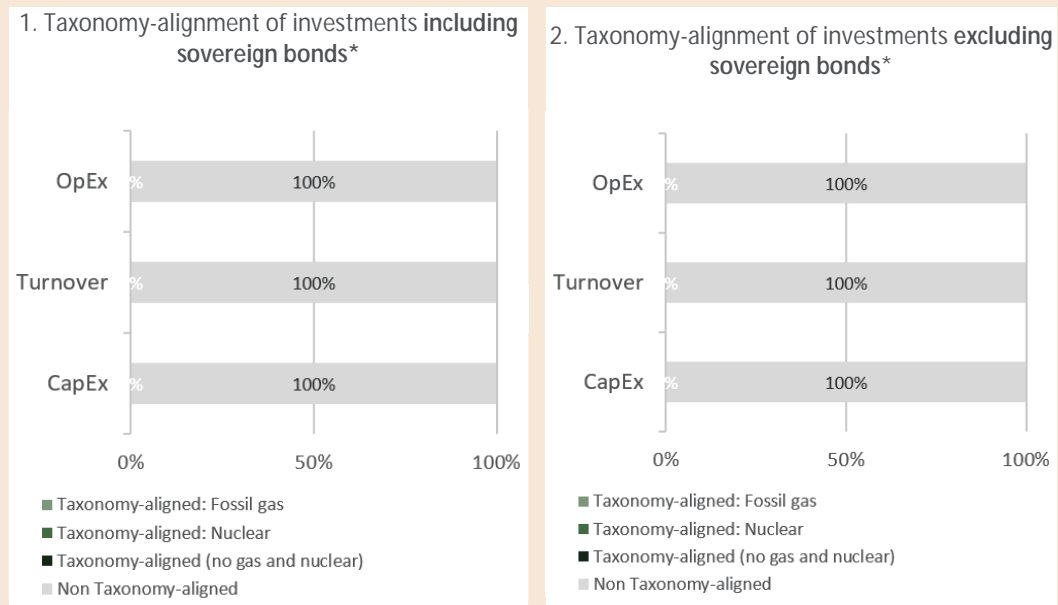 1. Taxonomy-alignment of investments including
sovereign bonds*
OpEx
% 100%
Turnover
% 100%
CapEx
% 100%
0% 50% 100%
Taxonomy-aligned: Fossil gas
Taxonomy-aligned: Nuclear
Taxonomy-aligned (no gas and nuclear)
Non Taxonomy-aligned
2. Taxonomy-alignment of investments excluding
sovereign bonds*
OpEx
% 100%
Turnover
% 100%
CapEx
% 100%
0% 50% 100%
Taxonomy-aligned: Fossil gas
Taxonomy-aligned: Nuclear
Taxonomy-aligned (no gas and nuclear)
Non Taxonomy-aligned